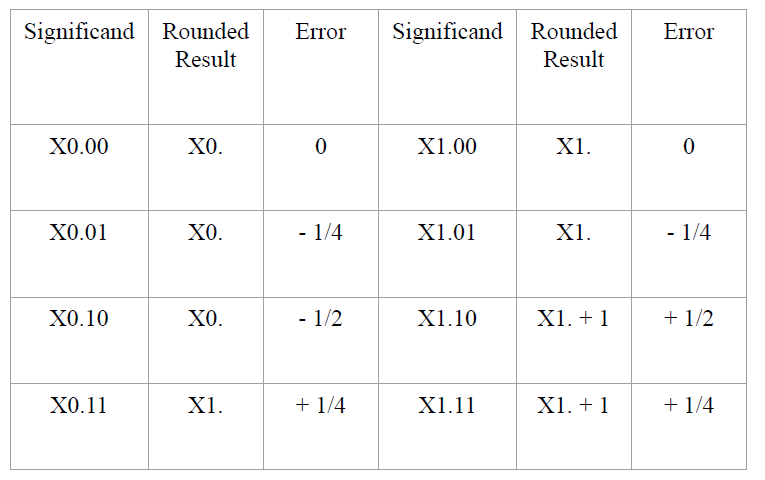 Significand Rounded Result Error Significand Rounded Result Error
X0.00 X0. 0 X1.00 X1. 0
X0.01 X0. - 1/4 X1.01 X1. - 1/4
X0.10 X0. - 1/2 X1.10 X1. + 1 + 1/2
X0.11 X1. + 1/4 X1.11 X1. + 1 + 1/4